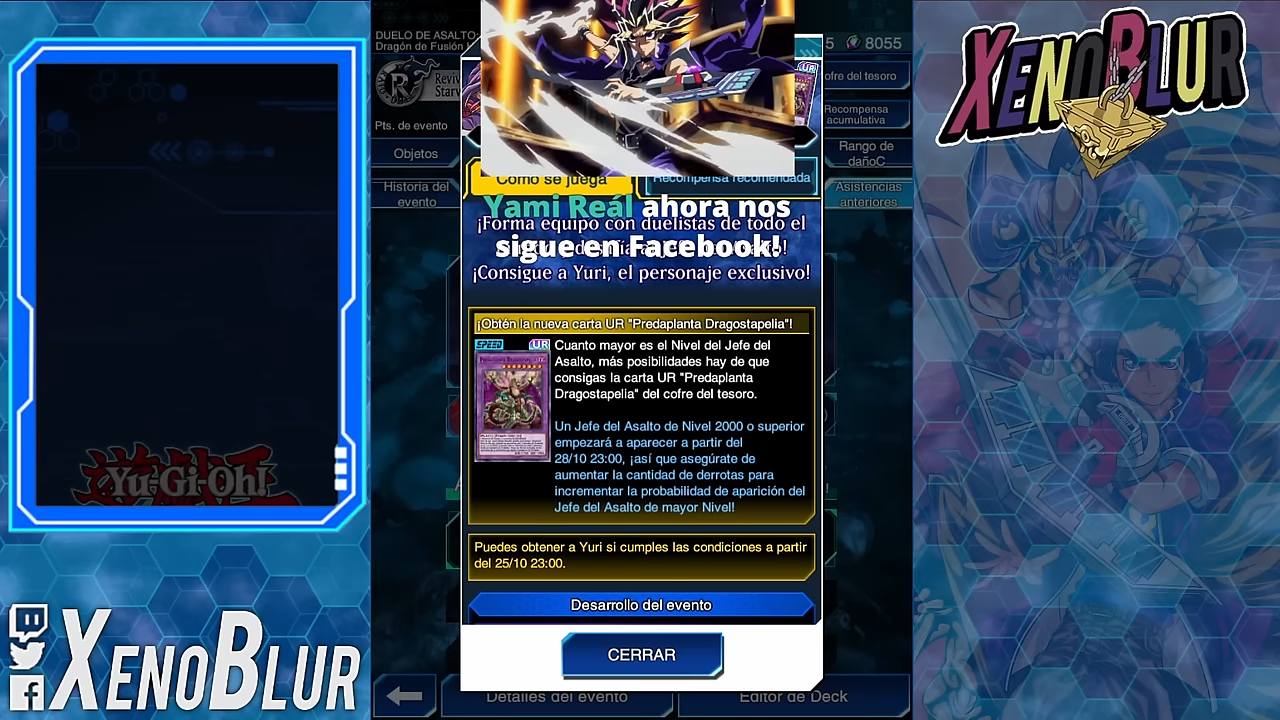 DUELO DE ASALTO:
Dragón de Fusión
5 8055
Reviv
Starv
UR
ofre del tesoro
Recompensa
acumulativa
Pts. de evento
Objetos
Rango de
dañoC
Historia del
evento
Asistencias
anteriores
Cómo se juega
Recompensa recomendada
Yami Reál ahora nos
sigue en Facebook!
¡Forma equipo con duelistas de todo el
¡Consigue a Yuri, el personaje exclusivo!
¡Obtén la nueva carta UR "Predaplanta Dragostapelia"!
SPEED UR
Cuanto mayor es el Nivel del Jefe del
Asalto, más posibilidades hay de que
consigas la carta UR "Predaplanta
Dragostapelia" del cofre del tesoro.
Un Jefe del Asalto de Nivel 2000 o superior
empezará a aparecer a partir del
28/10 23:00, ¡así que asegúrate de
aumentar la cantidad de derrotas para
incrementar la probabilidad de aparición del
Jefe del Asalto de mayor Nivel!
Puedes obtener a Yuri si cumples las condiciones a partir
del 25/10 23:00.
Desarrollo del evento
CERRAR
Detalles del evento
Editor de Deck
Yu-Gi-Oh!
XENOBLUR
XENOBLUR